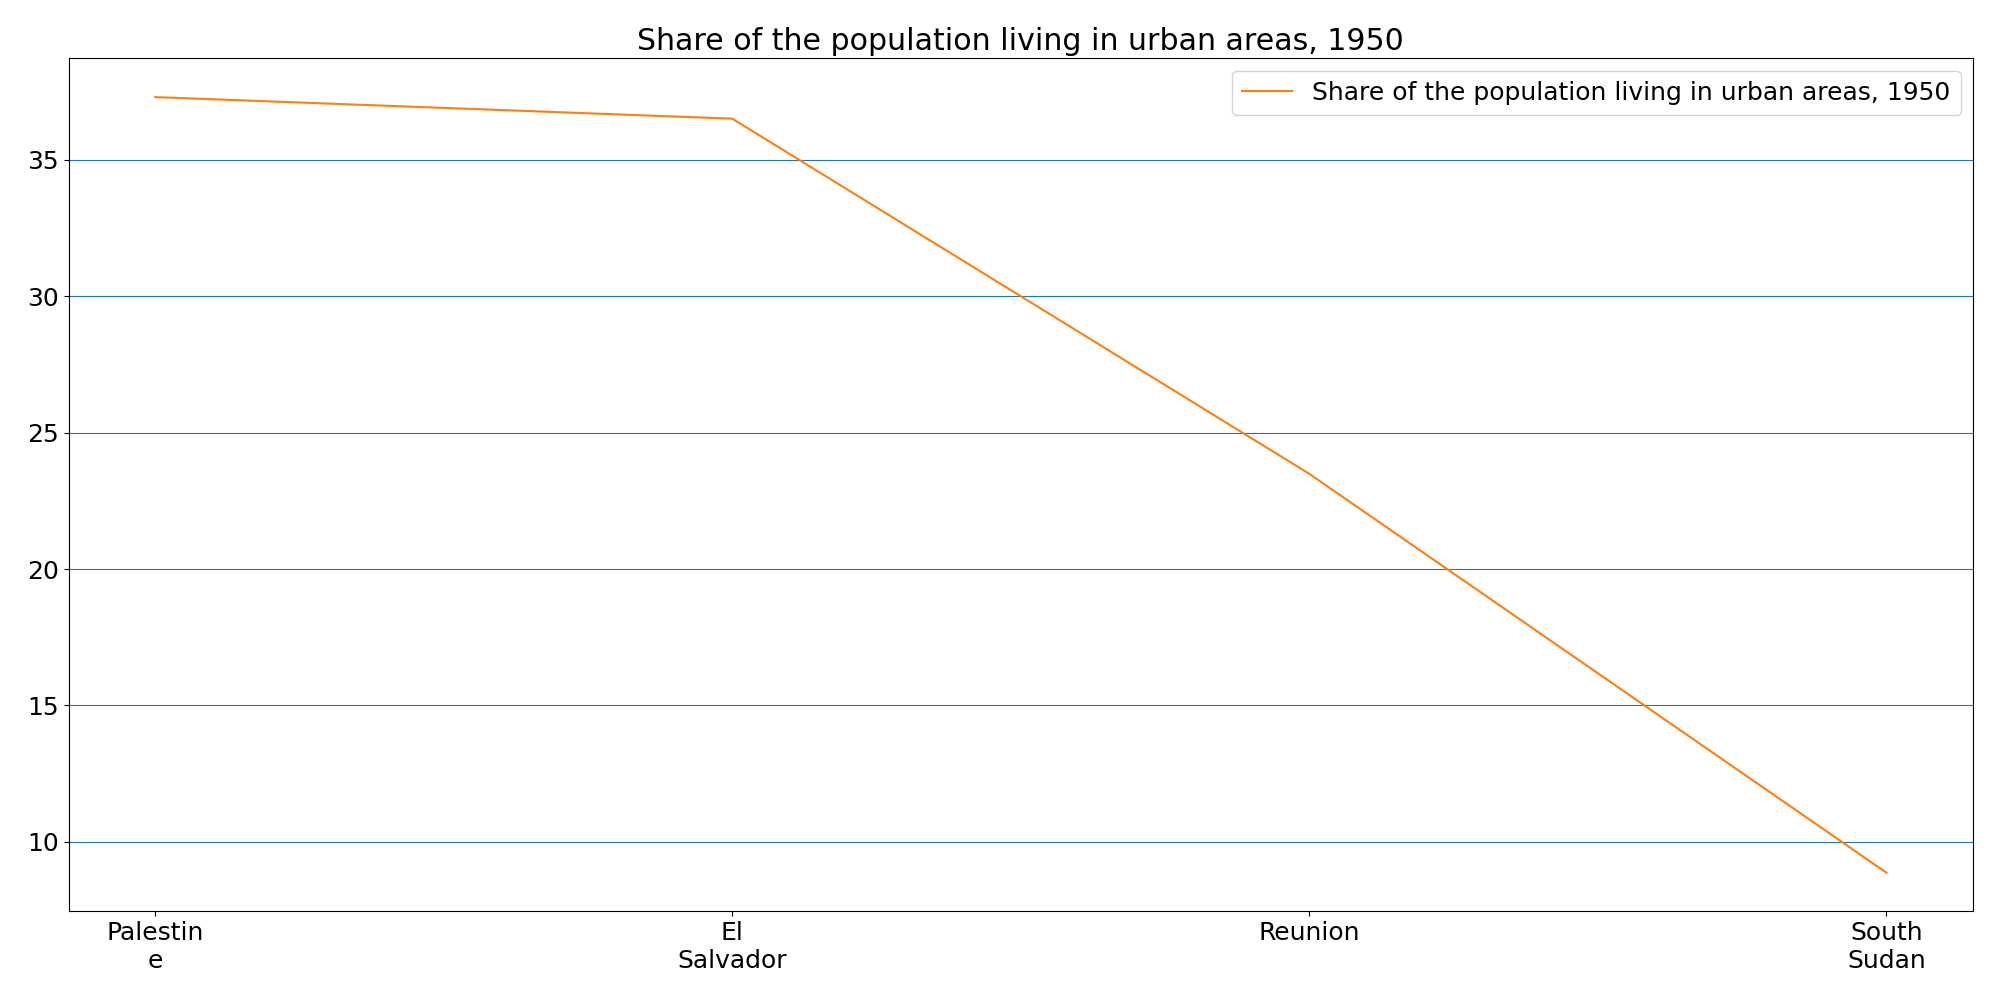 Share of the population living in urban areas, 1950
Share of the population living in urban areas, 1950
35
30
25
20
15
10
Palestin
e
El
Salvador
Reunion
South
Sudan